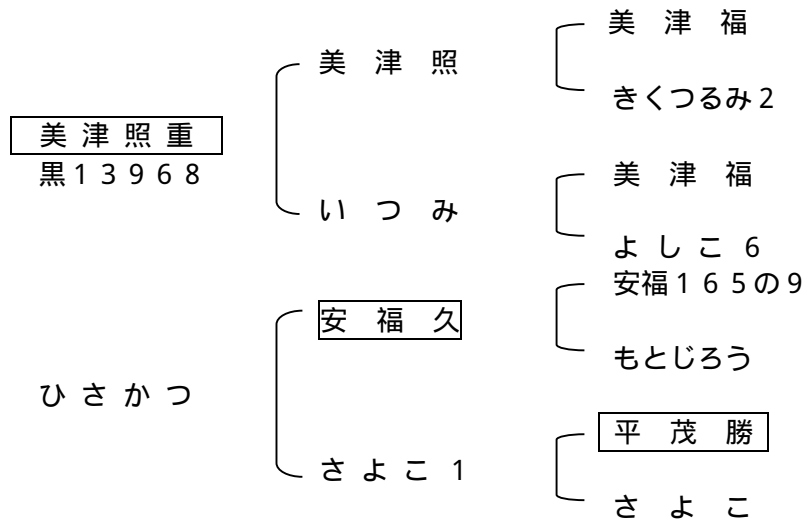 美津福
美津照
きくつるみ2
美津照重
黒13968
美津福
いつみ
よしこ6
安福165の9
安福久
もとじろう
ひさかつ
平茂勝
さよこ1
さよこ